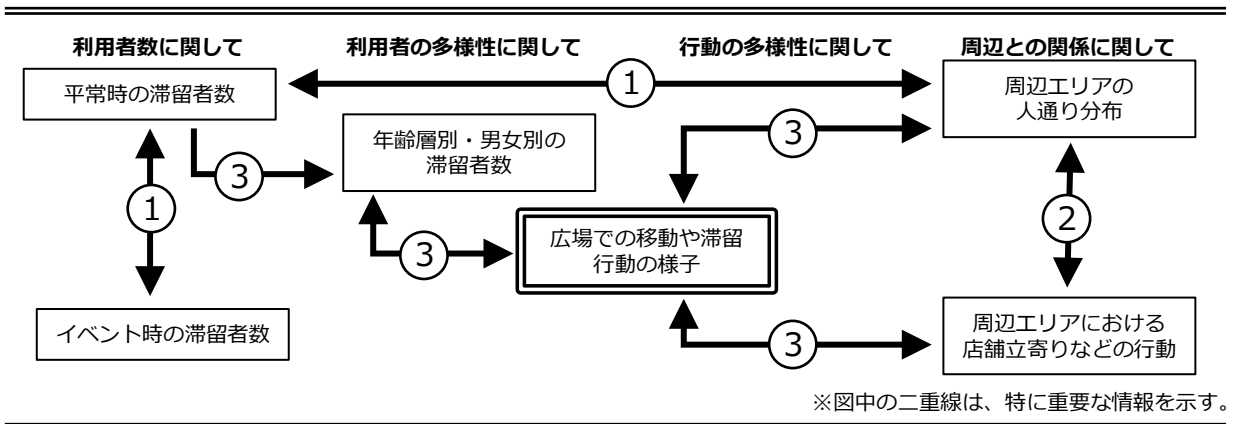 利用者数に関して
利用者の多様性に関して
行動の多様性に関して
周辺との関係に関して
平常時の滞留者数
①
周辺エリアの
人通り分布
年齢層別・男女別の
滞留者数
③
③
①
②
広場での移動や滞留
行動の様子
③
イベント時の滞留者数
③
周辺エリアにおける
店舗立寄りなどの行動
※図中の二重線は、特に重要な情報を示す。